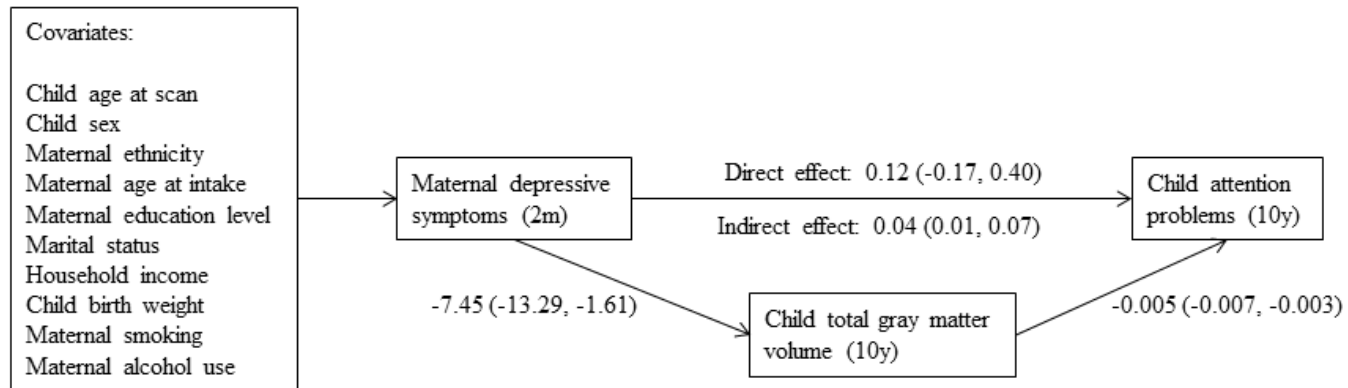 Covariates:
Child age at scan
Child sex
Maternal ethnicity
Maternal age at intake
Maternal education level
Marital status
Household income
Child birth weight
Maternal smoking
Maternal alcohol use
Maternal depressive
symptoms (2m)
Direct effect: 0.12 (-0.17, 0.40)
Indirect effect: 0.04 (0.01, 0.07)
Child attention
problems (10y)
-7.45 (-13.29, -1.61)
Child total gray matter
volume (10y)
-0.005 (-0.007, -0.003)